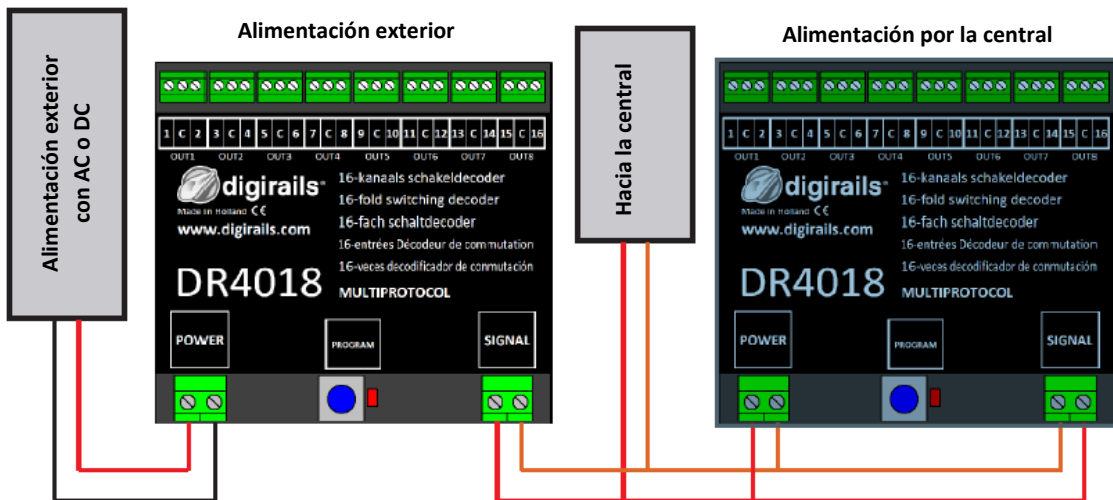 Alimentación exterior
con AC o DC
Alimentación exterior
1 C 2 3 C 4 5 C 6 7 C 8 9 C 10 11 C 12 13 C 14 15 C 16
OUT1 OUT2 OUT3 OUT4 OUT5 OUT6 OUT7 OUT8
digirails
Made in Holland CE
www.digirails.com
16-kanaals schakeldecoder
16-fold switching decoder
16-fach schaltdecoder
16-entrées Décodeur de commutation
16-veces decodificador de conmutación
DR4018 MULTIPROTOCOL
POWER
PROGRAM
SIGNAL
Hacia la central
Alimentación por la central
1 C 2 3 C 4 5 C 6 7 C 8 9 C 10 11 C 12 13 C 14 15 C 16
OUT1 OUT2 OUT3 OUT4 OUT5 OUT6 OUT7 OUT8
digirails
Made in Holland CE
www.digirails.com
16-kanaals schakeldecoder
16-fold switching decoder
16-fach schaltdecoder
16-entrées Décodeur de commutation
16-veces decodificador de conmutación
DR4018 MULTIPROTOCOL
POWER
PROGRAM
SIGNAL